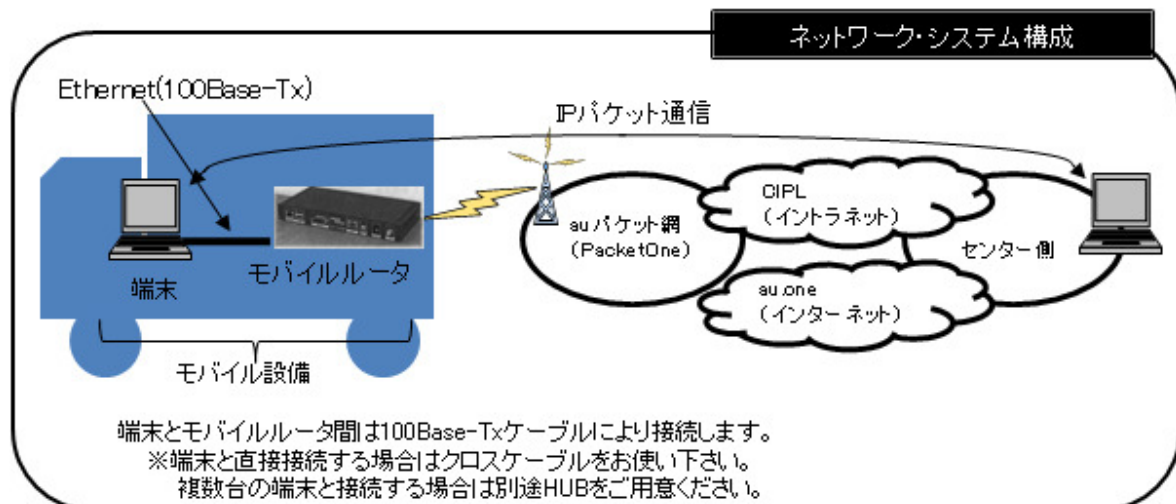 ネットワーク・システム構成
Ethernet(100Base-Tx)
IPパケット通信
CIPL
(イントラネット)
auパケット網
(PacketOne)
センター側
au.one
(インターネット)
端末
モバイルルータ
モバイル設備
端末とモバイルルータ間は100Base-Txケーブルにより接続します。
※端末と直接接続する場合はクロスケーブルをお使い下さい。
複数台の端末と接続する場合は別途HUBをご用意ください。